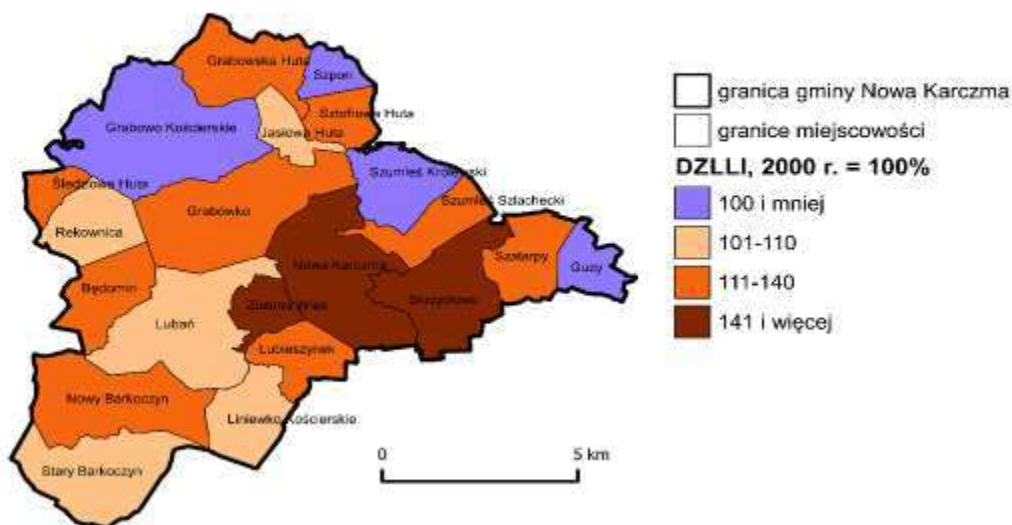 Grabowska Huta
Szpon
Grabowo Kościerskie
Sztofrowa Huta
Jasiowa Huta
Szumleś Królewski
Śledziowa Huta
Szumleś Szlachecki
Grabówko
Rekownica
Nowa Karczma
Szatarpy
Guzy
Będomin
Skrzydłowo
Lubań
Lubieszynek
Nowy Barkoczyn
Liniewko Kościerskie
Stary Barkoczyn
0 5 km
granica gminy Nowa Karczma
granice miejscowości
DZLLI, 2000 r. = 100%
100 i mniej
101-110
111-140
141 i więcej